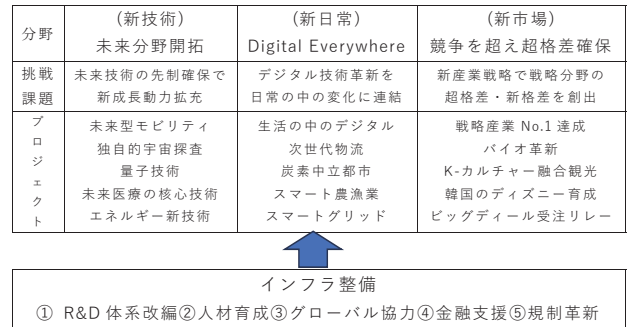 分野
(新技術)
未来分野開拓
(新日常)
Digital Everywhere
(新市場)
競争を超え超格差確保
挑戦
課題
未来技術の先制確保で
新成長動力拡充
デジタル技術革新を
日常の中の変化に連結
新産業戦略で戦略分野の
超格差・新格差を創出
プロジェクト
未来型モビリティ
独自的宇宙探査
量子技術
未来医療の核心技術
エネルギー新技術
生活の中のデジタル
次世代物流
炭素中立都市
スマート農漁業
スマートグリッド
戦略産業 No.1 達成
バイオ革新
K-カルチャー融合観光
韓国のディズニー育成
ビッグディール受注リレー
インフラ整備
① R&D 体系改編②人材育成③グローバル協力④金融支援⑤規制革新